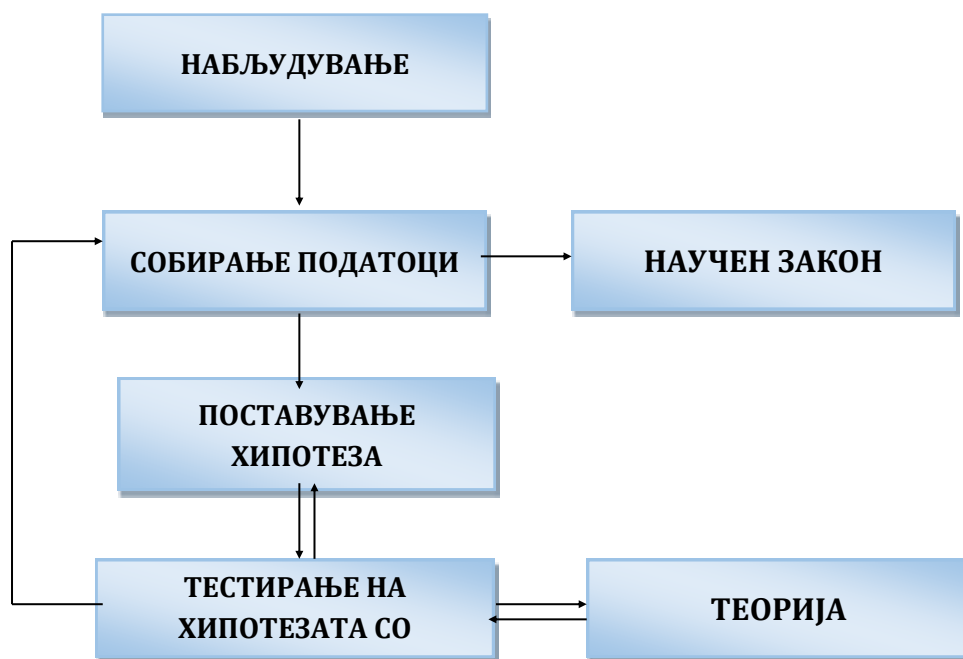 НАБЉУДУВАЊЕ
СОБИРАЊЕ ПОДАТОЦИ
НАУЧЕН ЗАКОН
ПОСТАВУВАЊЕ
ХИПОТЕЗА
ТЕСТИРАЊЕ НА
ХИПОТЕЗАТА СО
ТЕОРИЈА